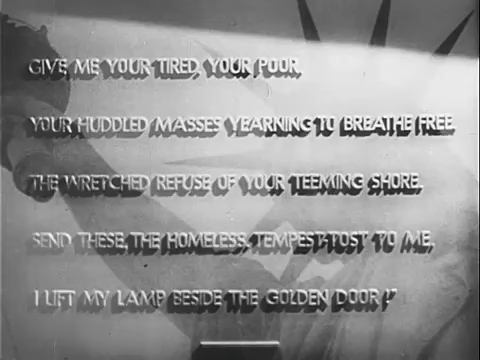 GIVE ME YOUR TIRED, YOUR POOR,
YOUR HUDDLED MASSES YEARNING TO BREATHE FREE,
THE WRETCHED REFUSE OF YOUR TEEMING SHORE,
SEND THESE, THE HOMELESS, TEMPEST-TOST TO ME,
I LIFT MY LAMP BESIDE THE GOLDEN DOOR!"